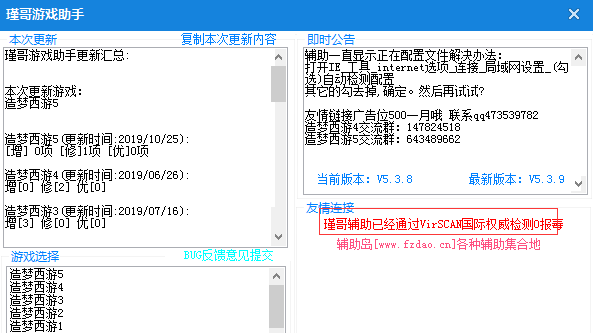 瑾哥游戏助手
本次更新
复制本次更新内容
瑾哥游戏助手更新汇总:
本次更新游戏:
造梦西游5
造梦西游5(更新时间:2019/10/25):
[增] 0项 [修]1项 [优]0项
造梦西游4(更新时间:2019/06/26):
增[0] 修[2] 优[0]
造梦西游3(更新时间:2019/07/16):
增[3] 修[0] 优[0]
游戏选择
BUG反馈意见提交
造梦西游5
造梦西游4
造梦西游3
造梦西游2
造梦西游1
即时公告
辅助一直显示正在配置文件解决办法:
打开IE_工具_internet选项_连接_局域网设置_(勾
选)自动检测配置
其它的勾去掉,确定。然后再试试?
友情链接广告位500一月哦 联系qq473539782
造梦西游4交流群: 147824518
造梦西游5交流群: 643489662
当前版本: V5.3.8
最新版本: V5.3.9
友情连接
瑾哥辅助已经通过VirSCAN国际权威检测0报毒
辅助岛[www.fzdao.cn]各种辅助集合地